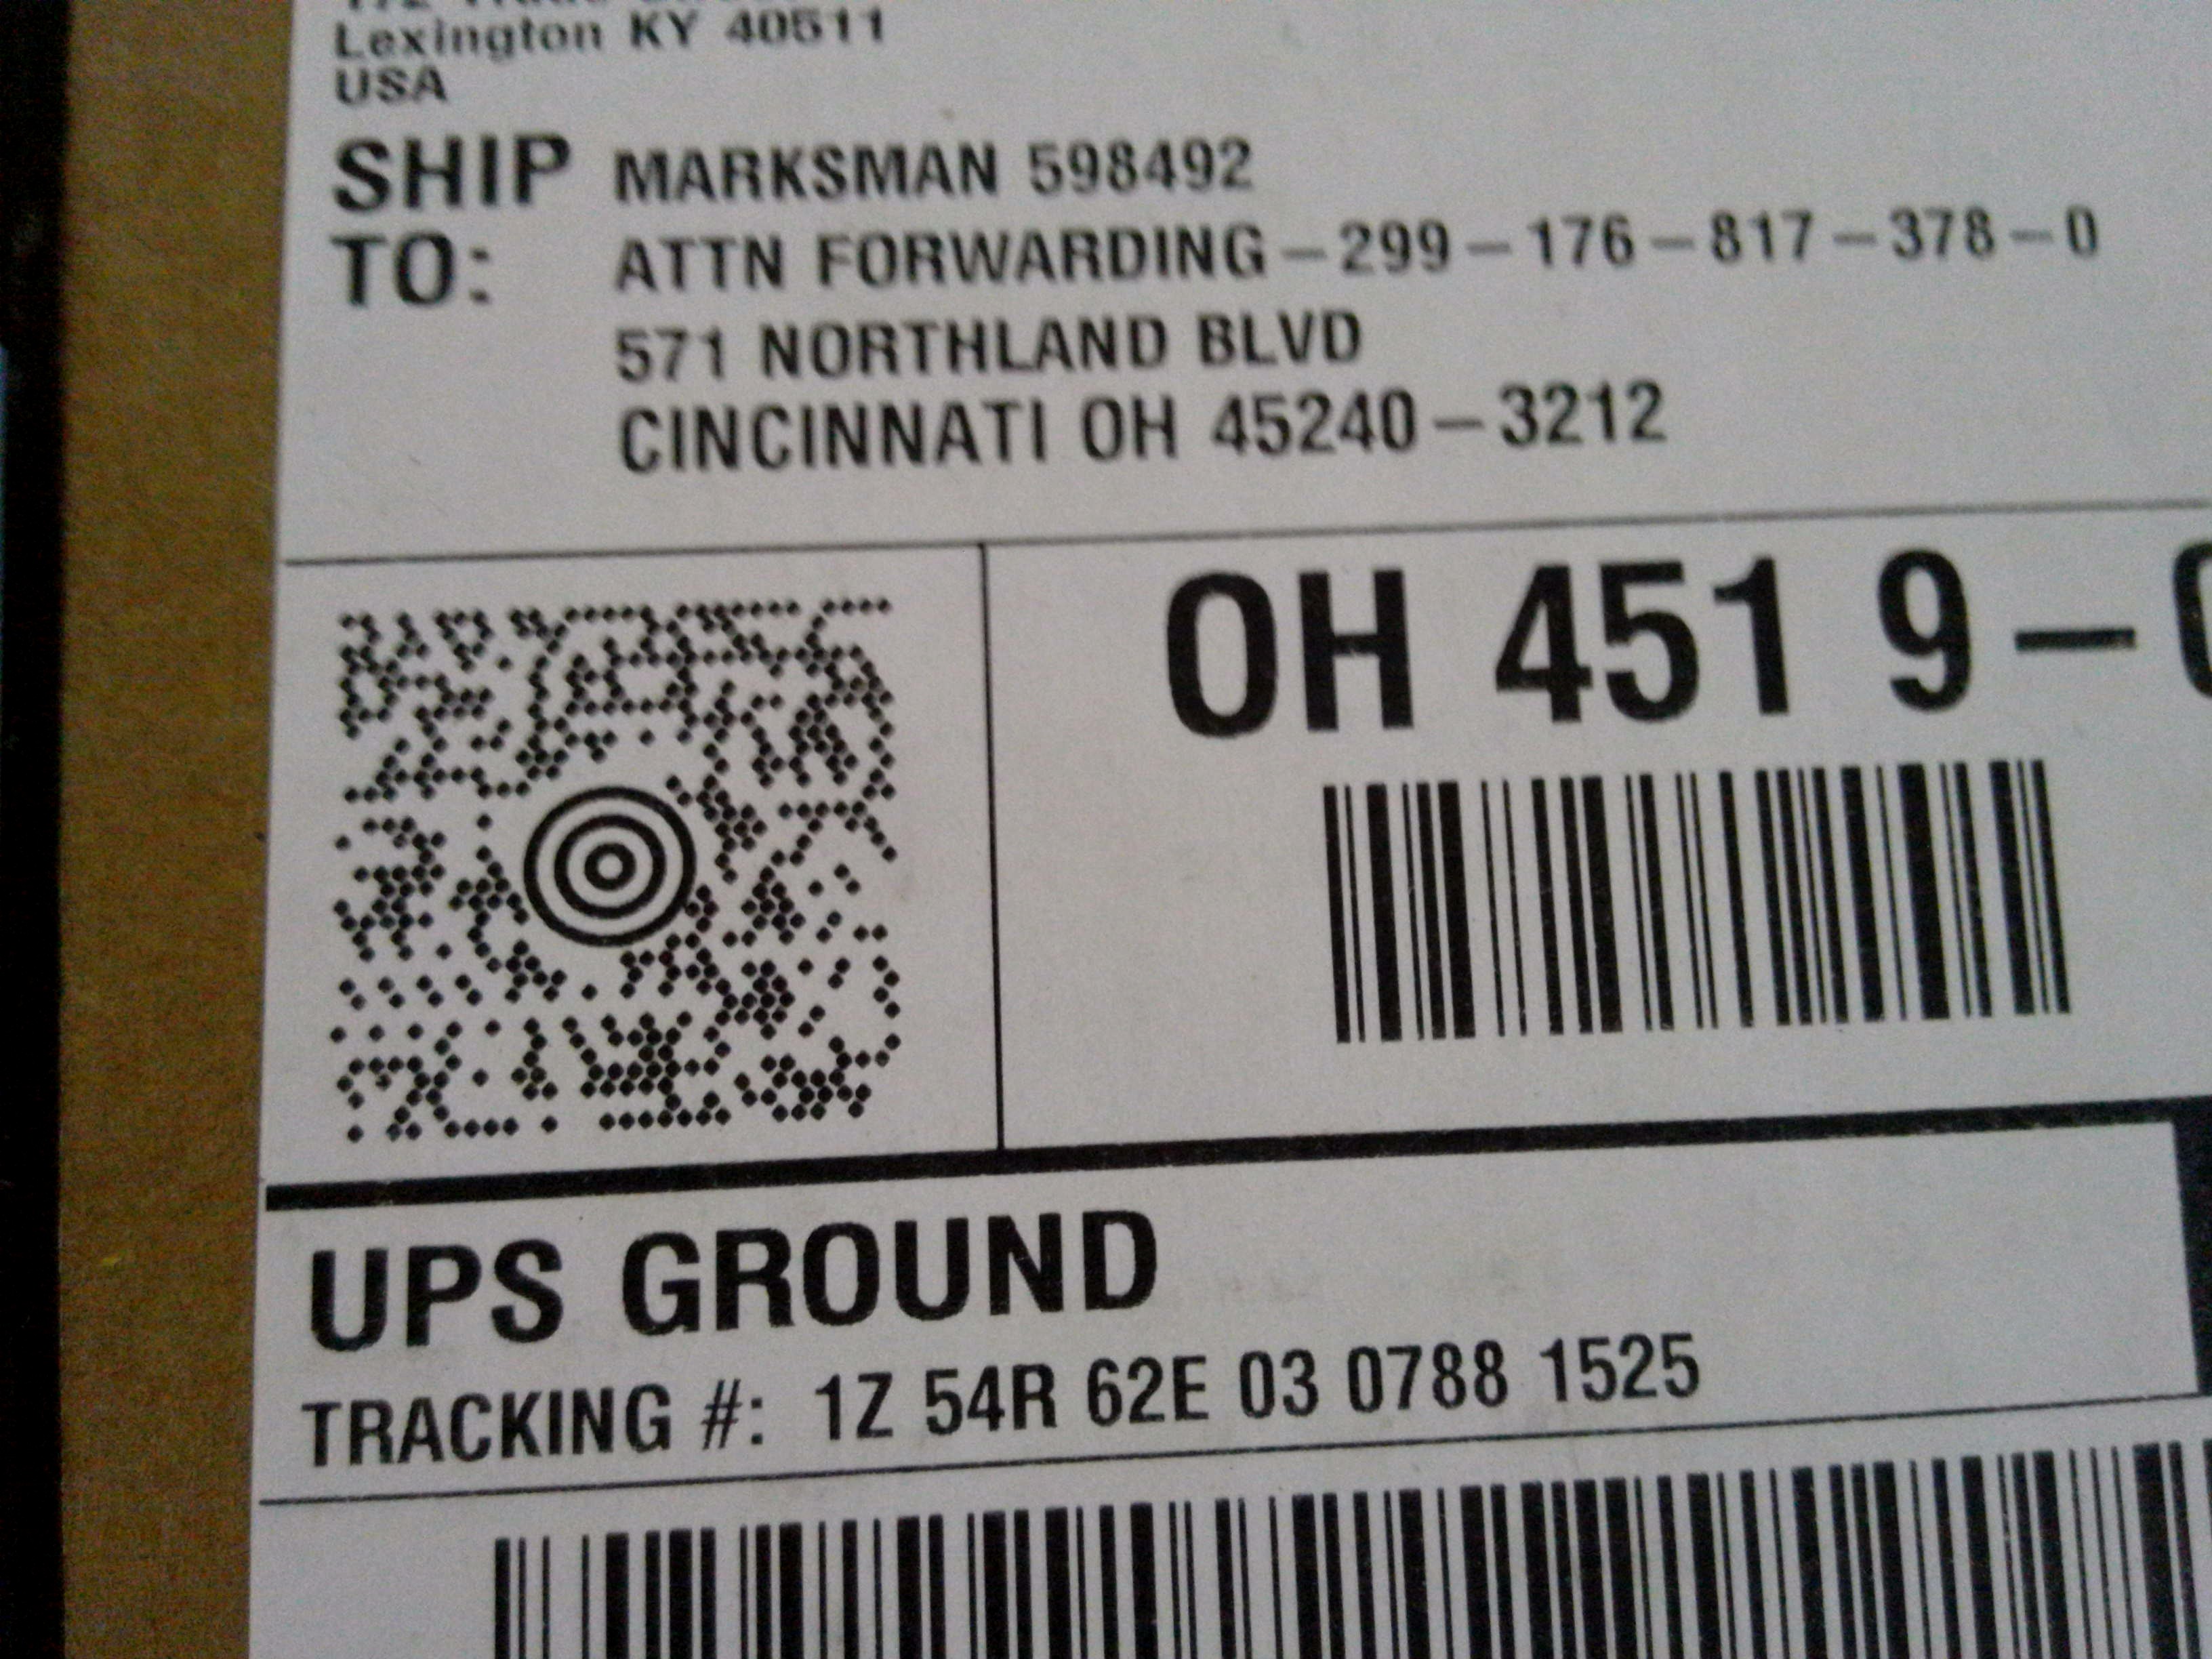 Lexington KY 40511
USA
SHIP TO: MARKSMAN 598492
ATTN FORWARDING-299-176-817-378-0
571 NORTHLAND BLVD
CINCINNATI OH 45240-3212
OH 451 9-
UPS GROUND
TRACKING #: 1Z 54R 62E 03 0788 1525